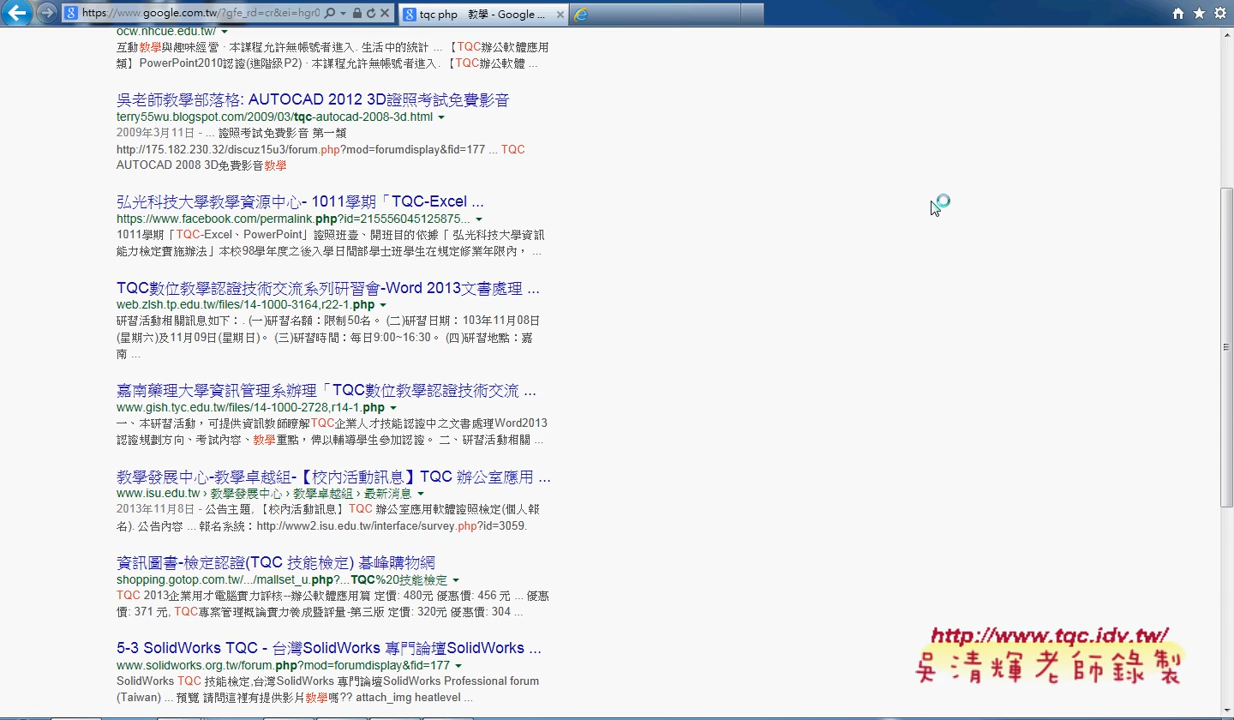 https://www.google.com.tw/?gfe_rd=cr&ei=hgr0
tqc php 教學 - Google ...
ocw.nhcue.edu.tw/
互動教學與趣味經營 · 本課程允許無帳號者進入. 生活中的統計 ... 【TQC辦公軟體應用
類】PowerPoint2010認證(進階級P2) · 本課程允許無帳號者進入. 【TQC辦公軟體 ...
吳老師教學部落格: AUTOCAD 2012 3D證照考試免費影音
terry55wu.blogspot.com/2009/03/tqc-autocad-2008-3d.html
2009年3月11日 - ... 證照考試免費影音 第一類
http://175.182.230.32/discuz15u3/forum.php?mod=forumdisplay&fid=177 ... TQC
AUTOCAD 2008 3D免費影音教學
弘光科技大學教學資源中心- 1011學期「TQC-Excel ...
https://www.facebook.com/permalink.php?id=215556045125875...
1011學期「TQC-Excel、PowerPoint」證照班壹、開班目的依據「 弘光科技大學資訊
能力檢定實施辦法」本校98學年度之後入學日間部學士班學生在規定修業年限內， ...
TQC數位教學認證技術交流系列研習會-Word 2013文書處理 ...
web.zlsh.tp.edu.tw/files/14-1000-3164,r22-1.php
研習活動相關訊息如下：. (一)研習名額：限制50名。 (二)研習日期：103年11月08日
(星期六)及11月09日(星期日)。 (三)研習時間：每日9:00~16:30。 (四)研習地點：嘉
南 ...
嘉南藥理大學資訊管理系辦理「TQC數位教學認證技術交流 ...
www.gish.tyc.edu.tw/files/14-1000-2728,r14-1.php
一、本研習活動，可提供資訊教師瞭解TQC企業人才技能認證中之文書處理Word2013
認證規劃方向、考試內容、教學重點，俾以輔導學生參加認證。 二、研習活動相關 ...
教學發展中心-教學卓越組-【校內活動訊息】TQC 辦公室應用 ...
www.isu.edu.tw › 教學發展中心 › 教學卓越組 › 最新消息
2013年11月8日 - 公告主題, 【校內活動訊息】TQC 辦公室應用軟體證照檢定(個人報
名). 公告內容 ... 報名系統：http://www2.isu.edu.tw/interface/survey.php?id=3059.
資訊圖書-檢定認證(TQC 技能檢定) 碁峰購物網
shopping.gotop.com.tw/.../mallset_u.php?...TQC%20技能檢定
TQC 2013企業用才電腦實力評核--辦公軟體應用篇 定價: 480元 優惠價: 456 元 ... 優惠
價: 371 元, TQC專案管理概論實力養成暨評量-第三版 定價: 320元 優惠價: 304 ...
5-3 SolidWorks TQC - 台灣SolidWorks 專門論壇SolidWorks ...
www.solidworks.org.tw/forum.php?mod=forumdisplay&fid=177
SolidWorks TQC 技能檢定,台灣SolidWorks 專門論壇SolidWorks Professional forum
(Taiwan) ... 預覽 請問這裡有提供影片教學嗎?? attach_img heatlevel ...
http://www.tqc.idv.tw/
吳清輝老師錄製